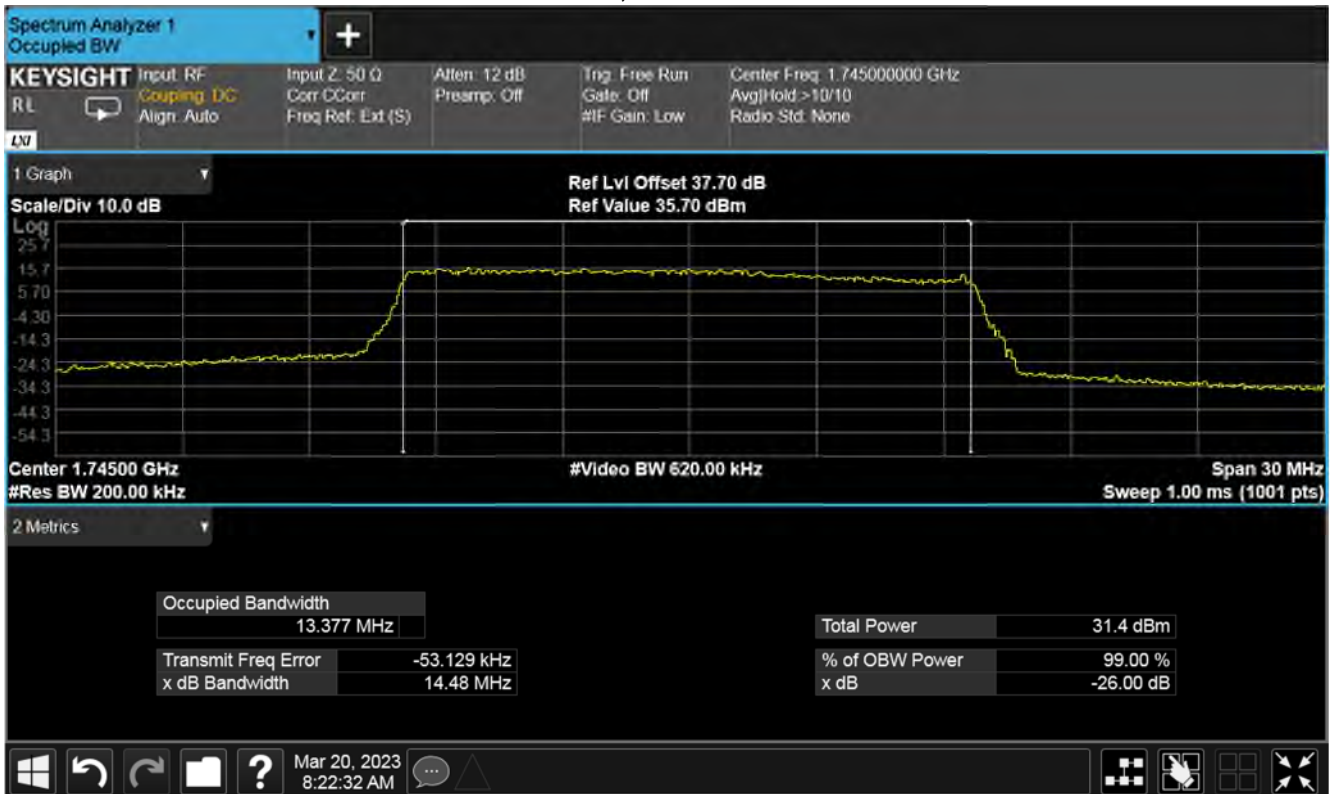 Spectrum Analyzer 1
Occupied BW
+
KEYSIGHT
RL
LXI
Input: RF
Coupling: DC
Align: Auto
Input Z: 50 Ω
Corr CCorr
Freq Ref: Ext (S)
Atten: 12 dB
Preamp: Off
Trig: Free Run
Gate: Off
#IF Gain: Low
Center Freq: 1.745000000 GHz
Avg|Hold:>10/10
Radio Std: None
1 Graph
Scale/Div 10.0 dB
Ref Lvl Offset 37.70 dB
Ref Value 35.70 dBm
Log
25.7
15.7
5.70
-4.30
-14.3
-24.3
-34.3
-44.3
-54.3
Center 1.74500 GHz
#Res BW 200.00 kHz
#Video BW 620.00 kHz
Span 30 MHz
Sweep 1.00 ms (1001 pts)
2 Metrics
Occupied Bandwidth
13.377 MHz
Transmit Freq Error -53.129 kHz
x dB Bandwidth 14.48 MHz
Total Power 31.4 dBm
% of OBW Power 99.00 %
x dB -26.00 dB
?
Mar 20, 2023
8:22:32 AM